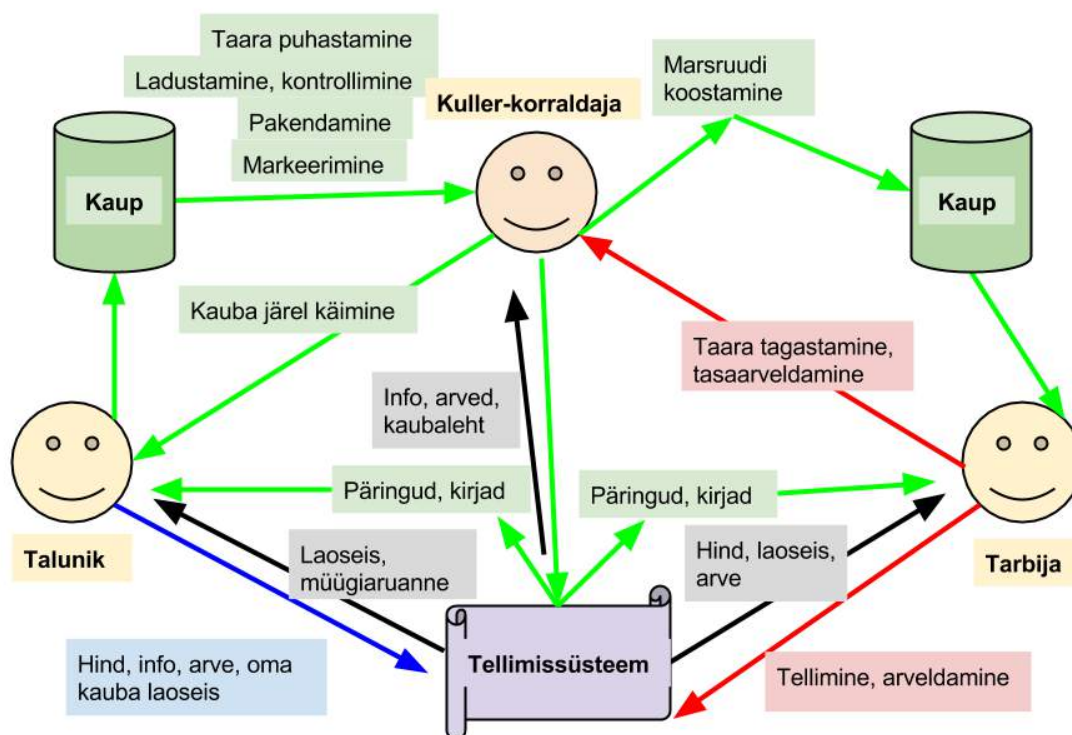 Taara puhastamine
Ladustamine, kontrollimine
Pakendamine
Markeerimine
Kuller-korraldaja
Marsruudi
koostamine
Kaup
Kaup
Kauba järel käimine
Taara tagastamine,
tasaarveldamine
Info, arved,
kaubaleht
Päringud, kirjad
Päringud, kirjad
Talunik
Laoseis,
müügiaruanne
Hind, laoseis,
arve
Tarbija
Hind, info, arve, oma
kauba laoseis
Tellimissüsteem
Tellimine, arveldamine